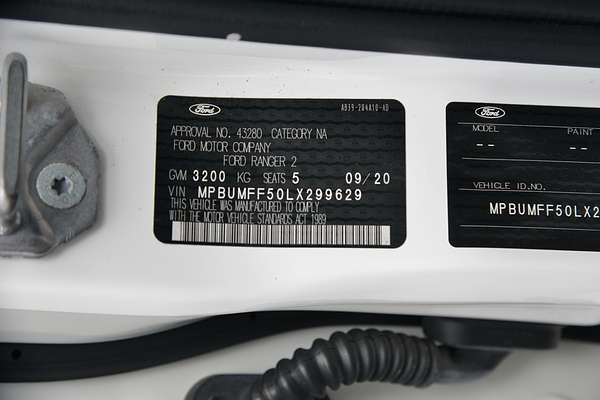 Ford
AB39-20A10-AD
APPROVAL NO. 43280 CATEGORY NA
FORD MOTOR COMPANY
FORD RANGER 2
GVM 3200 KG SEATS 5 09/20
VIN MPBUMFF50LX299629
THIS VEHICLE WAS MANUFACTURED TO COMPLY
WITH THE MOTOR VEHICLE STANDARDS ACT 1989
Ford
MODEL PAINT
--
VEHICLE ID.NO.
MPBUMFF50LX2